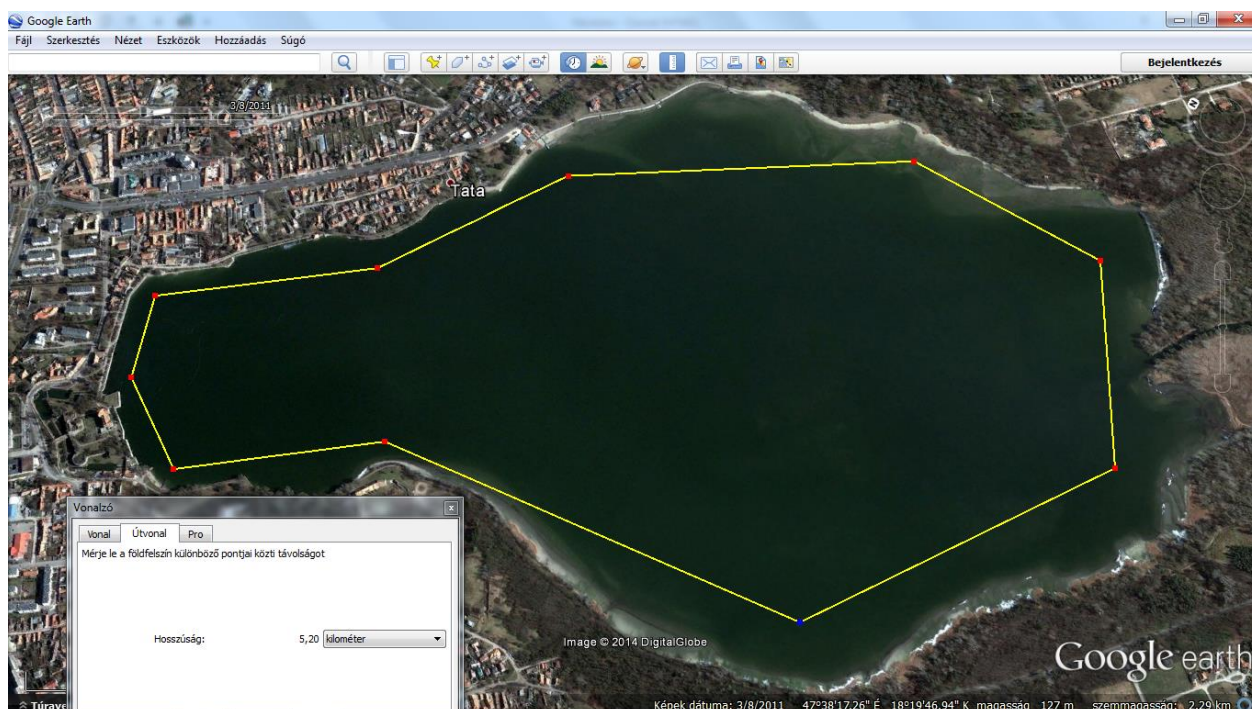 Google Earth
Fájl Szerkesztés Nézet Eszközök Hozzáadás Súgó
Bejelentkezés
3/8/2011
Tata
Vonalzó
Vonal Útvonal Pro
Mérje le a földfelszín különböző pontjai közti távolságot
Hosszúság: 5,20 kilométer
Image © 2014 DigitalGlobe
Google earth
Képek dátuma: 3/8/2011 47°38'17.26" É 18°19'46.94" K magasság 127 m szemmagasság: 2.29 km